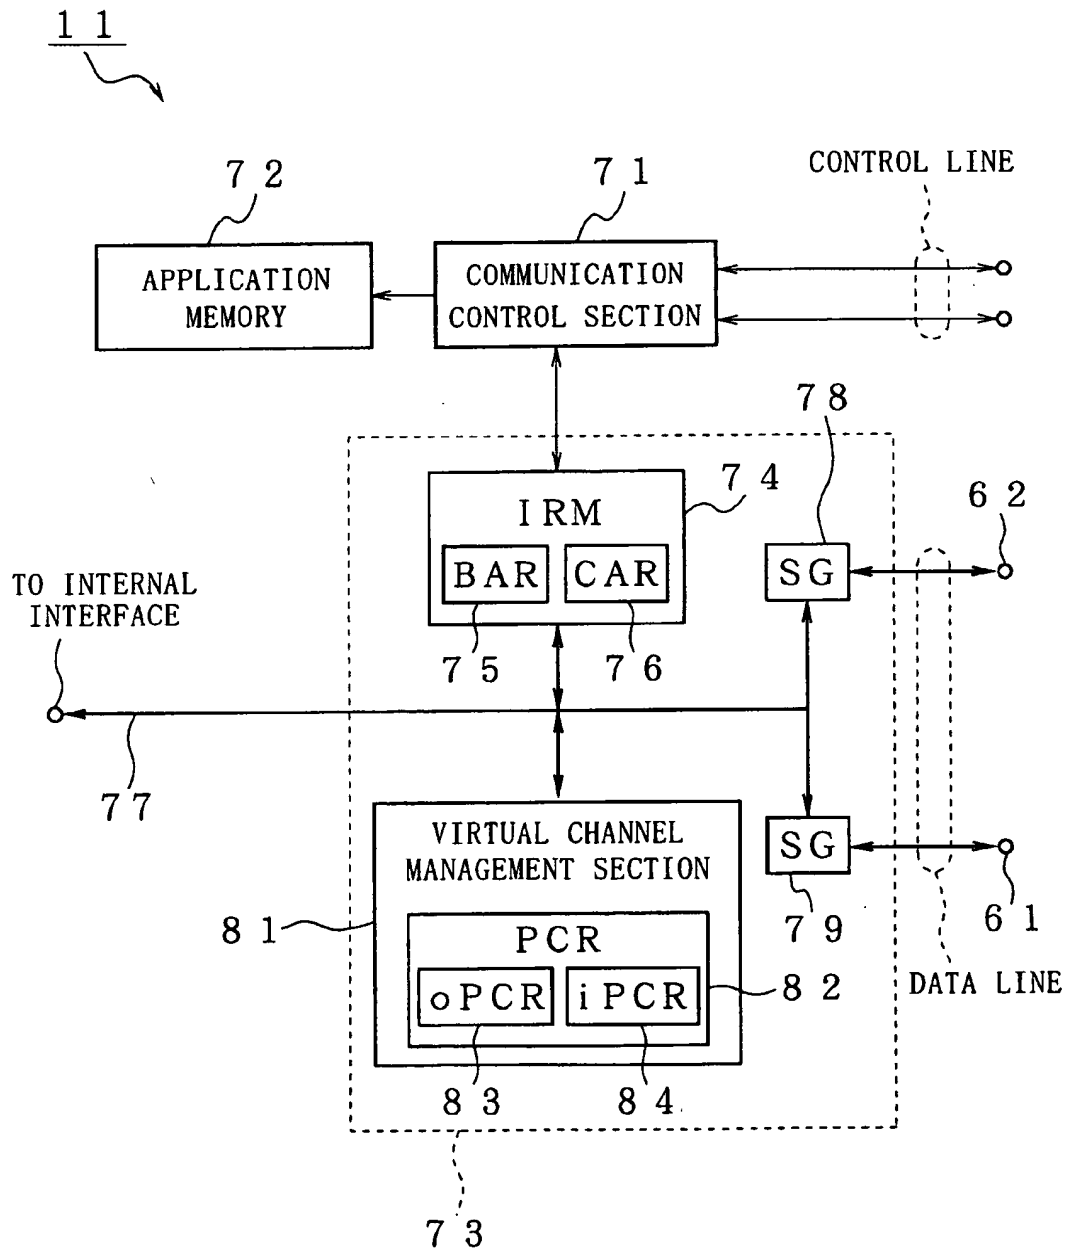 11
72
71
CONTROL LINE
APPLICATION
MEMORY
COMMUNICATION
CONTROL SECTION
78
74
62
IRM
BAR
CAR
SG
TO INTERNAL
INTERFACE
75
76
77
VIRTUAL CHANNEL
MANAGEMENT SECTION
SG
81
79
61
PCR
82
DATA LINE
oPCR
iPCR
83
84
73